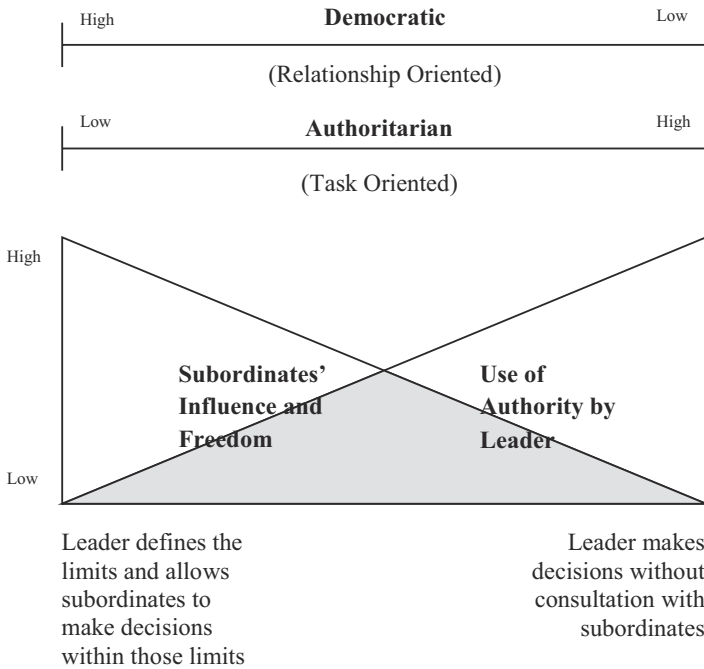 High Democratic Low
(Relationship Oriented)
Low Authoritarian High
(Task Oriented)
High
Subordinates’
Influence and
Freedom
Use of
Authority by
Leader
Low
Leader defines the
limits and allows
subordinates to
make decisions
within those limits
Leader makes
decisions without
consultation with
subordinates